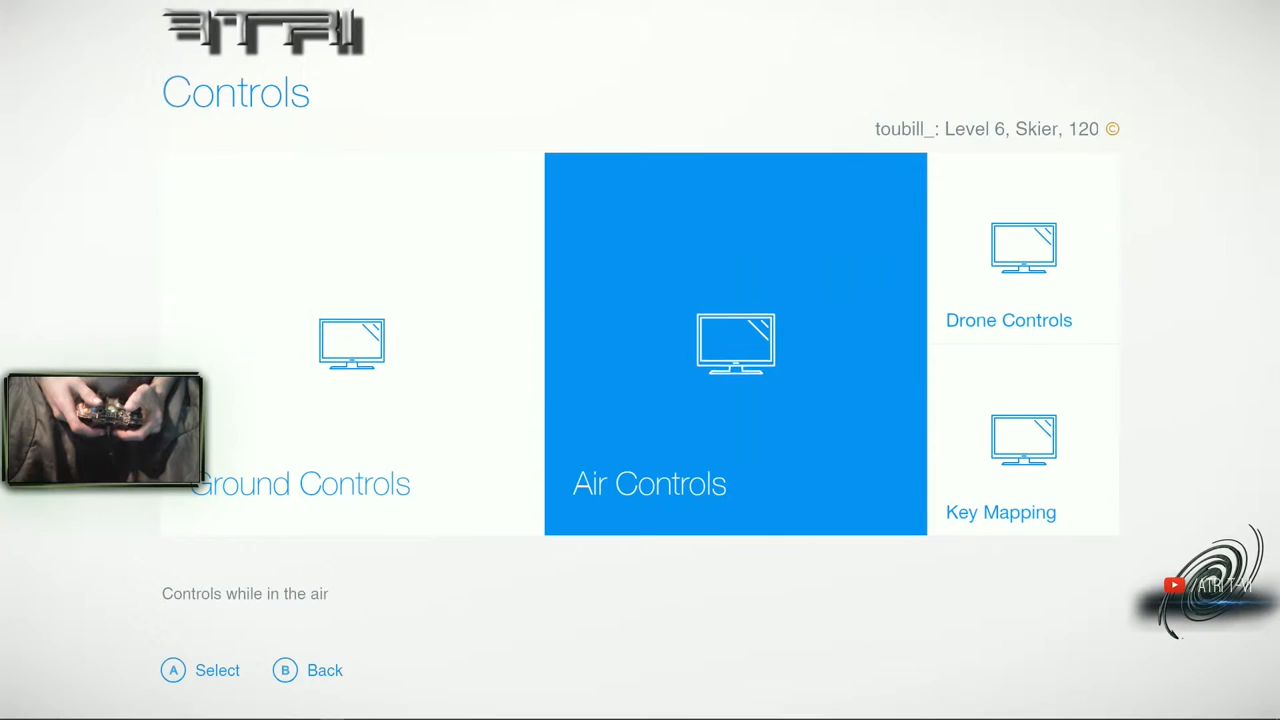 ATRI
Controls
toubill_: Level 6, Skier, 120 ©
Drone Controls
Ground Controls
Air Controls
Key Mapping
Controls while in the air
A Select B Back